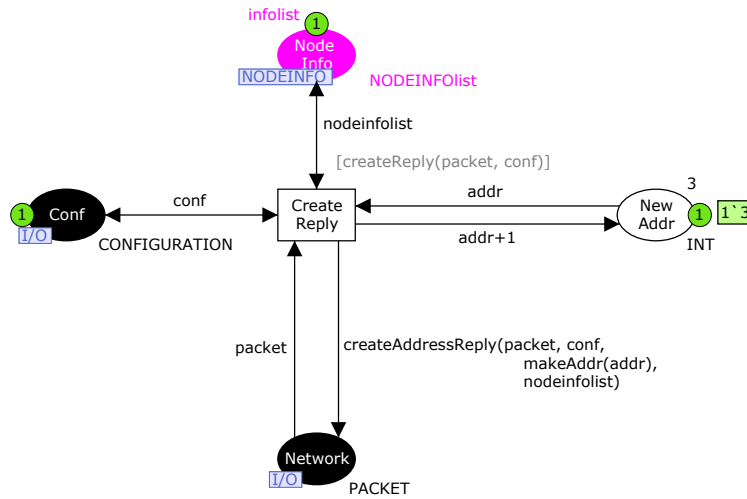 infolist
1
Node
Info
NODEINFO
NODEINFOlist
nodeinfolist
[createReply(packet, conf)]
1
Conf
I/O
CONFIGURATION
conf
Create
Reply
addr
addr+1
3
New
Addr
1
1`3
INT
packet
createAddressReply(packet, conf,
makeAddr(addr),
nodeinfolist)
Network
I/O
PACKET